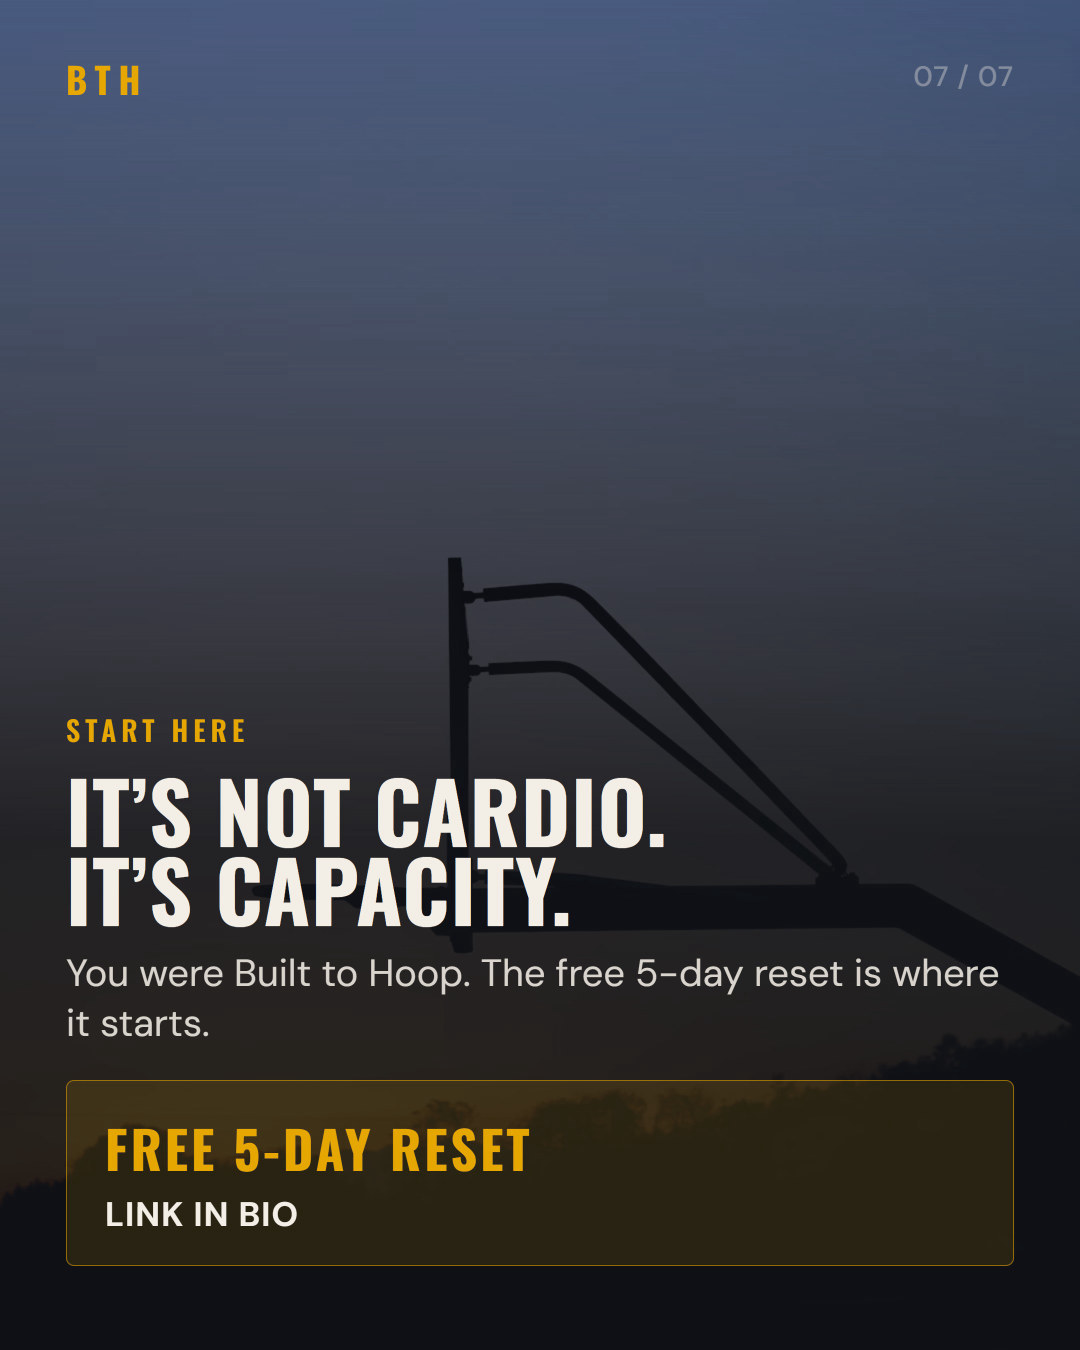 BTH
07 / 07
START HERE
IT’S NOT CARDIO.
IT’S CAPACITY.
You were Built to Hoop. The free 5-day reset is where
it starts.
FREE 5-DAY RESET
LINK IN BIO